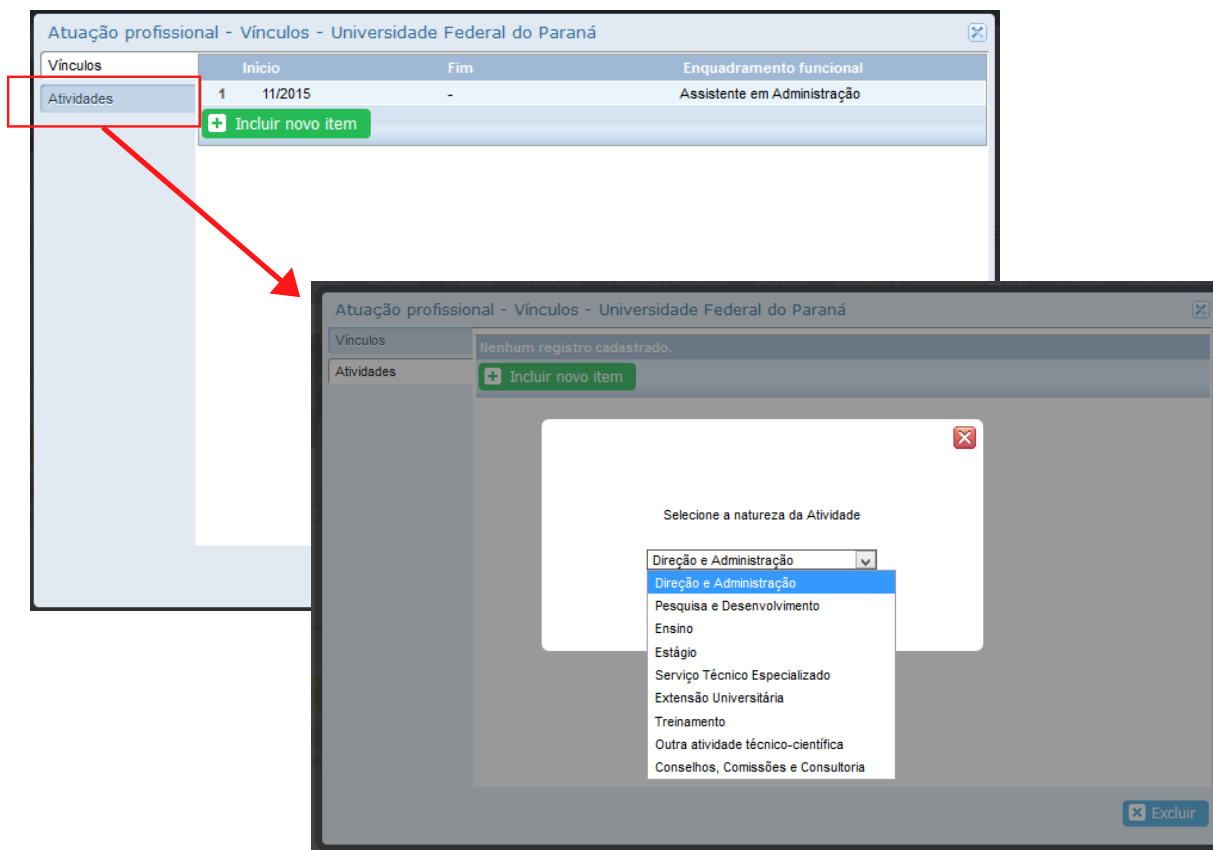 Atuação profissional - Vínculos - Universidade Federal do Paraná
Vínculos
Atividades
Início Fim Enquadramento funcional
1 11/2015 - Assistente em Administração
Incluir novo item
Atuação profissional - Vínculos - Universidade Federal do Paraná
Vínculos
Atividades
Nenhum registro cadastrado.
Incluir novo item
Selecione a natureza da Atividade
Direção e Administração
Direção e Administração
Pesquisa e Desenvolvimento
Ensino
Estágio
Serviço Técnico Especializado
Extensão Universitária
Treinamento
Outra atividade técnico-científica
Conselhos, Comissões e Consultoria
Excluir